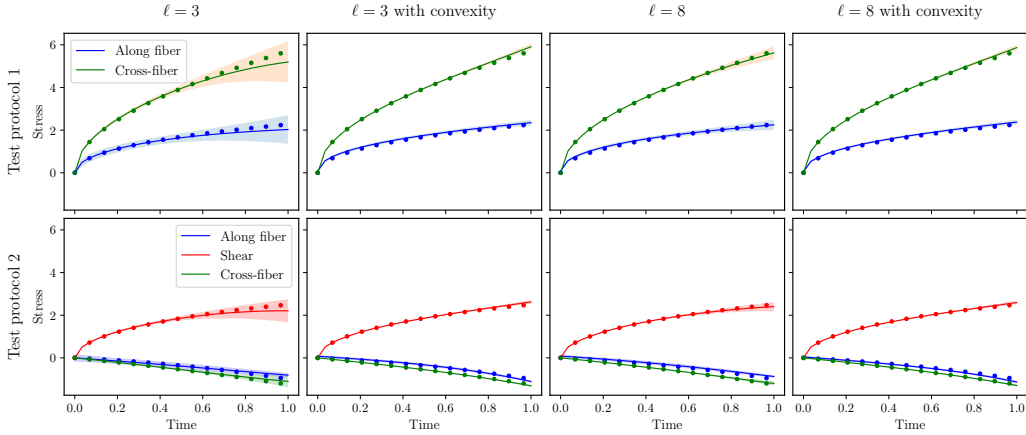 ℓ = 3
ℓ = 3 with convexity
ℓ = 8
ℓ = 8 with convexity
Test protocol 1
Stress
6
4
2
0
Along fiber
Cross-fiber
Test protocol 2
Stress
6
4
2
0
Along fiber
Shear
Cross-fiber
0.0 0.2 0.4 0.6 0.8 1.0
0.0 0.2 0.4 0.6 0.8 1.0
0.0 0.2 0.4 0.6 0.8 1.0
0.0 0.2 0.4 0.6 0.8 1.0
Time
Time
Time
Time